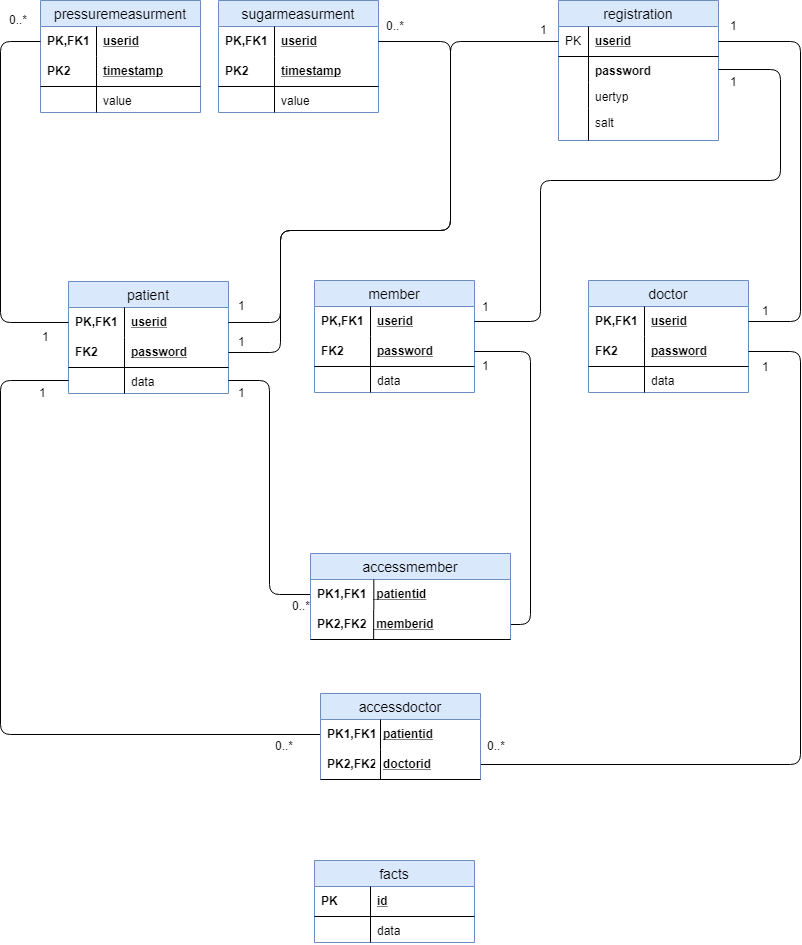 0..*
pressuremeasurment
PK,FK1 userid
PK2 timestamp
value
sugarmeasurment
PK,FK1 userid
PK2 timestamp
value
0..*
1
registration
PK userid
password
uertyp
salt
1
1
patient
PK,FK1 userid
FK2 password
data
1
1
1
1
1
member
PK,FK1 userid
FK2 password
data
1
1
doctor
PK,FK1 userid
FK2 password
data
1
1
accessmember
PK1,FK1 patientid
PK2,FK2 memberid
0..*
accessdoctor
PK1,FK1 patientid
PK2,FK2 doctorid
0..*
0..*
facts
PK id
data